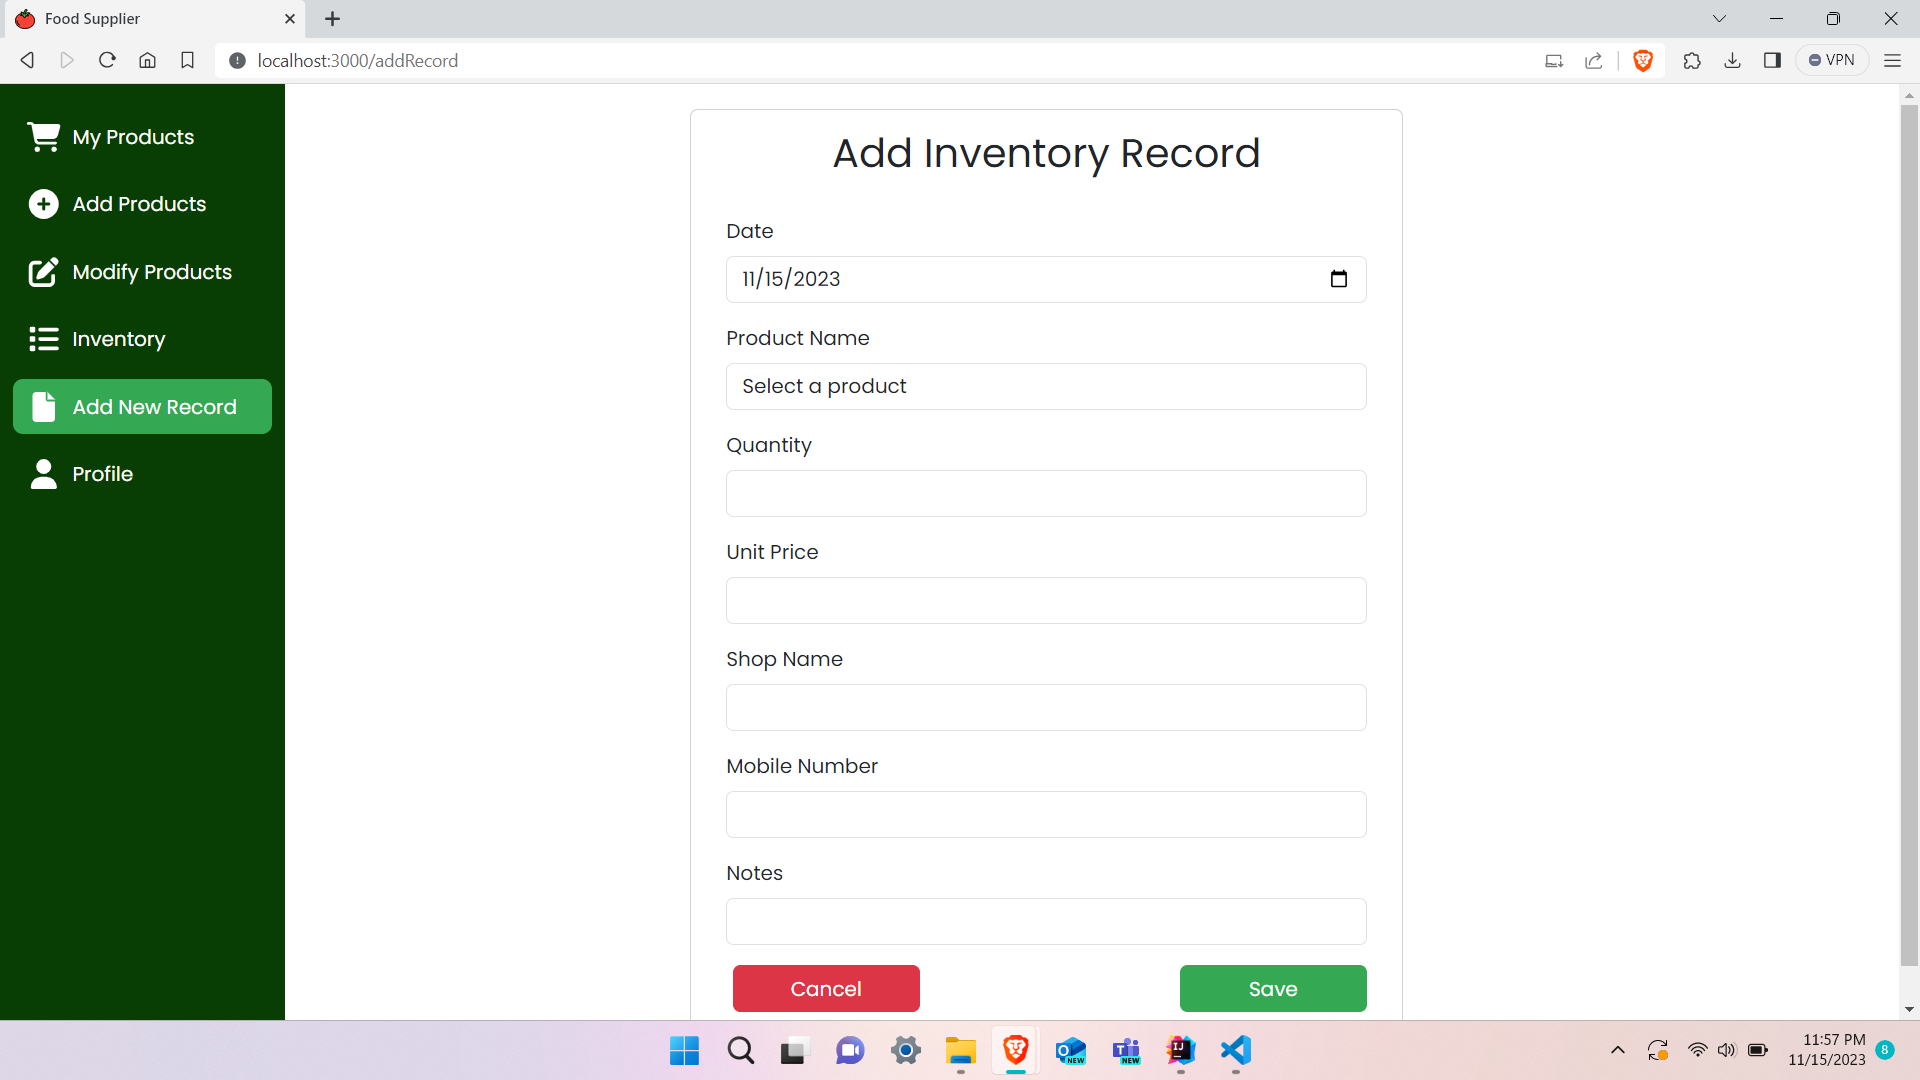 Food Supplier
localhost:3000/addRecord
VPN
My Products
Add Products
Modify Products
Inventory
Add New Record
Profile
Add Inventory Record
Date
11/15/2023
Product Name
Select a product
Quantity
Unit Price
Shop Name
Mobile Number
Notes
Cancel
Save
NEW
NEW
11:57 PM
11/15/2023
8